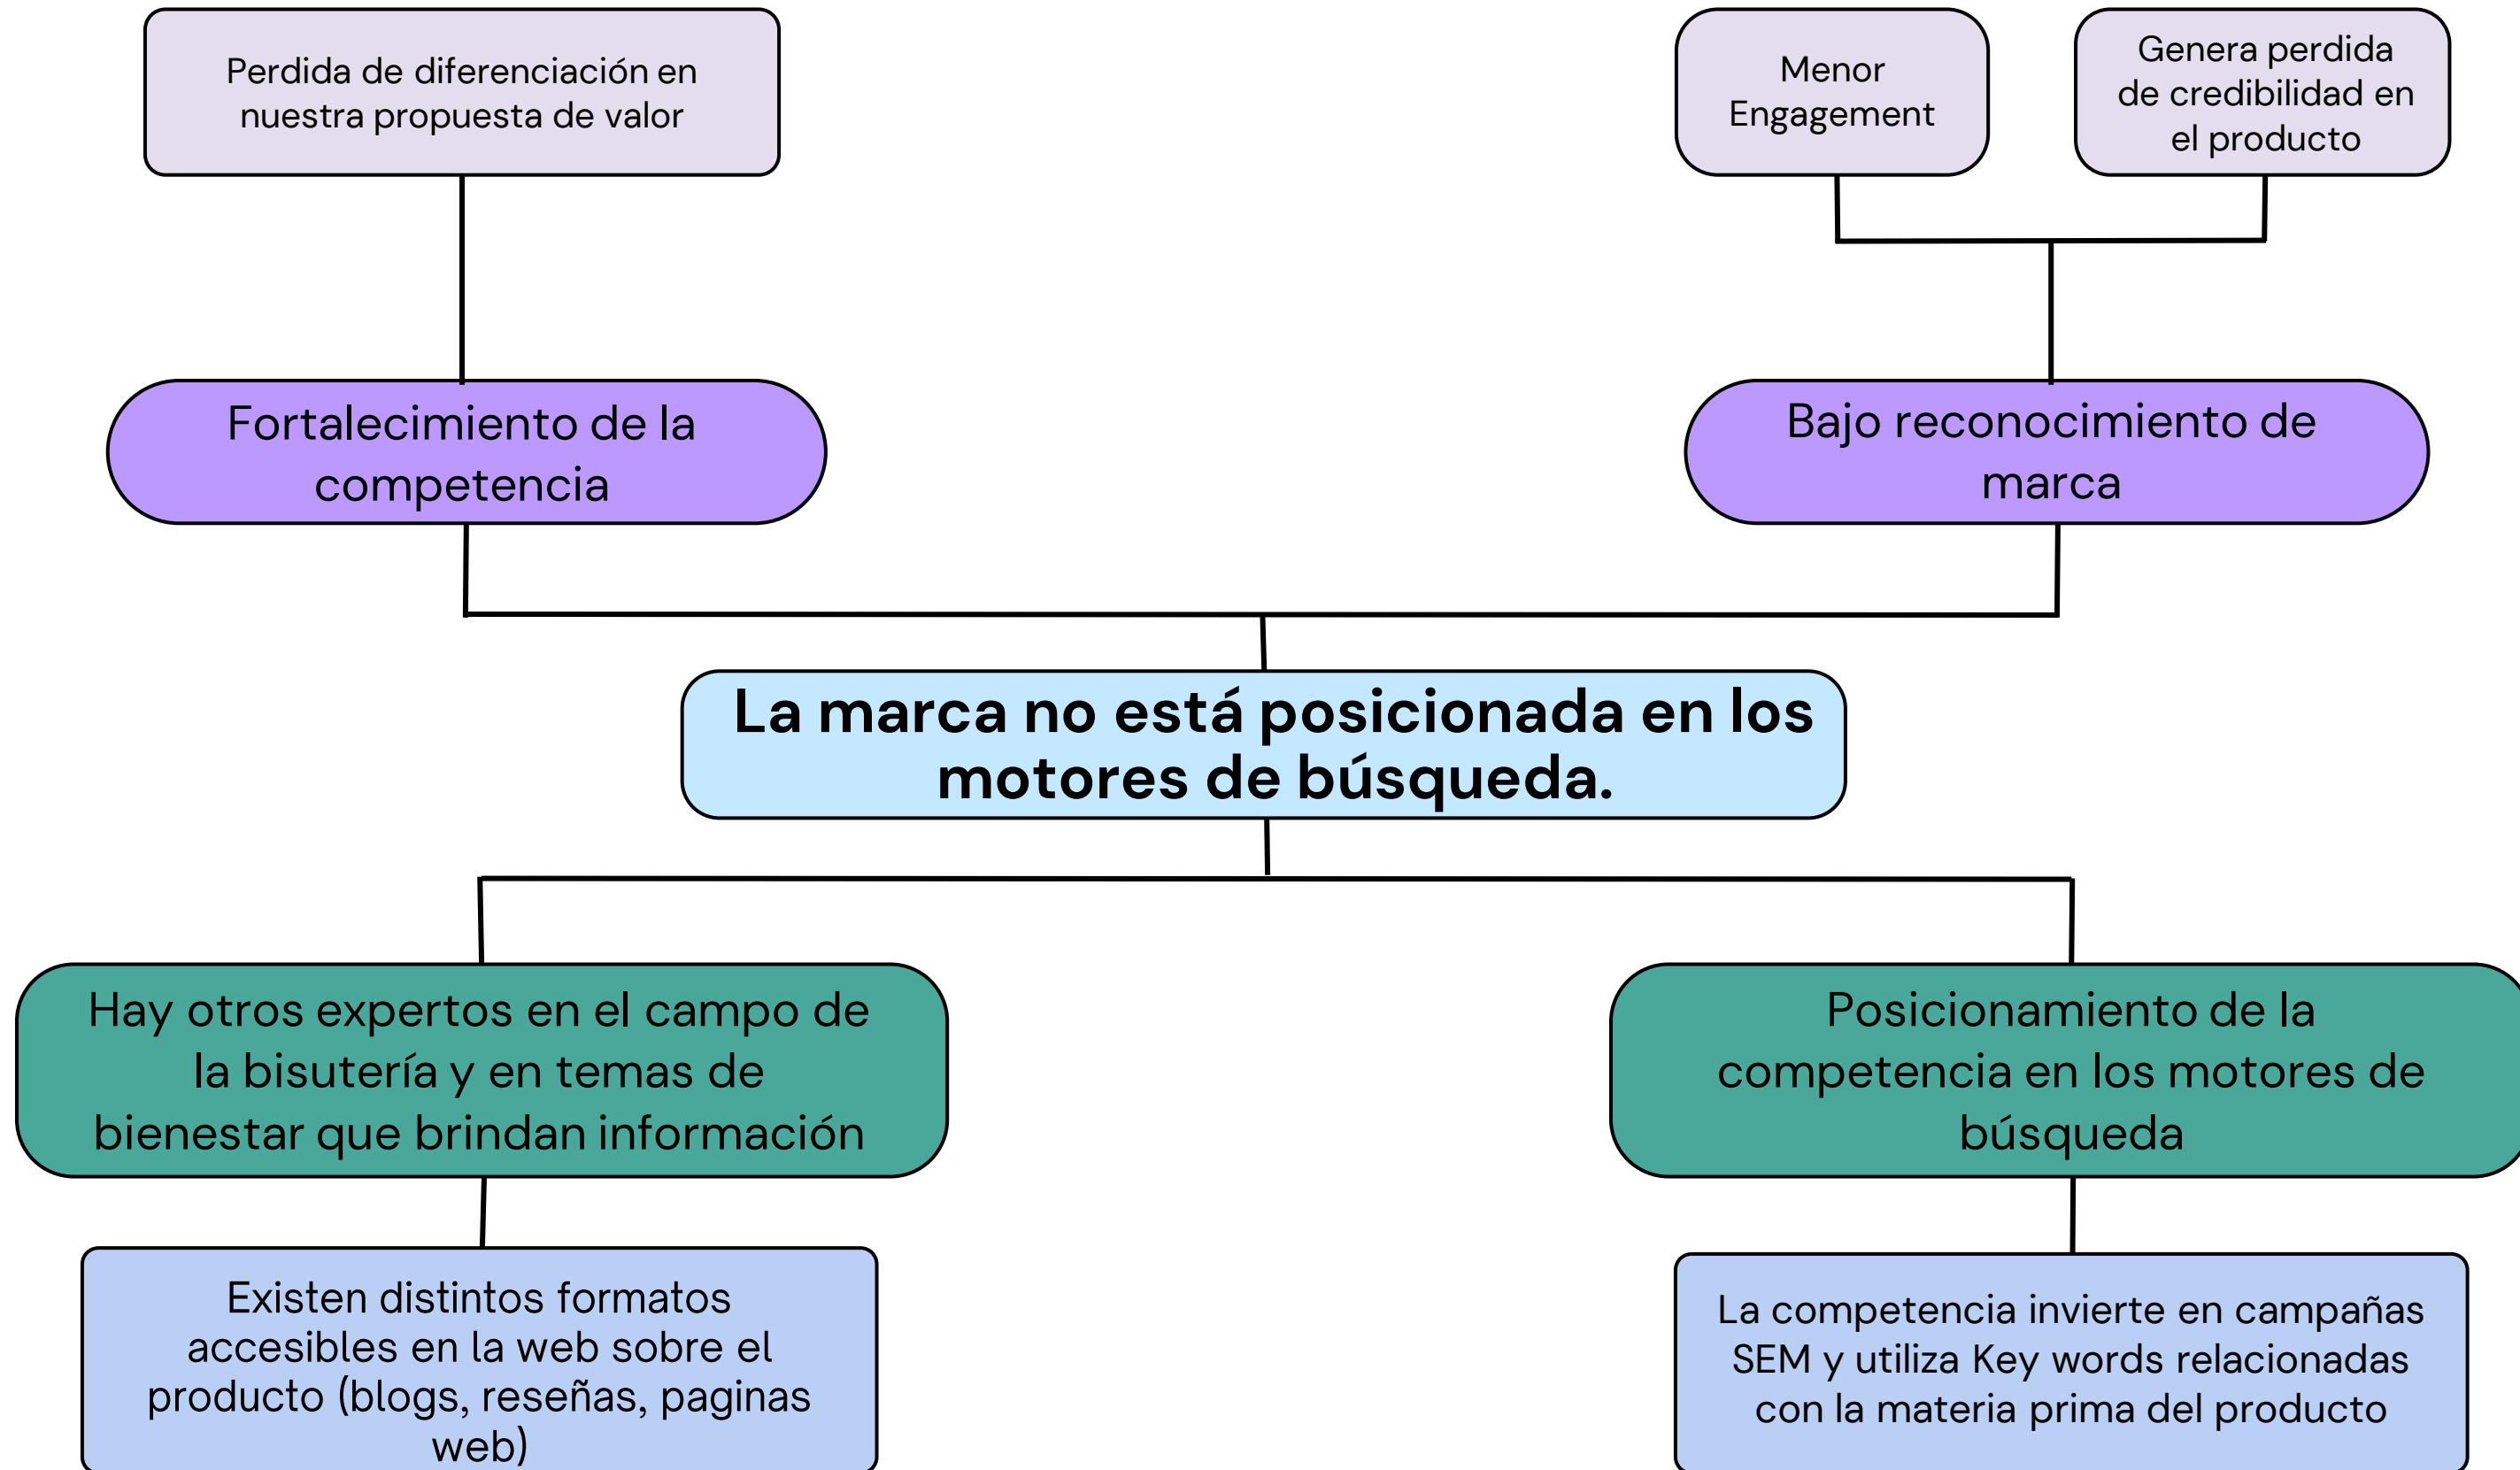 Perdida de diferenciación en
nuestra propuesta de valor
Menor
Engagement
Genera perdida
de credibilidad en
el producto
Fortalecimiento de la
competencia
Bajo reconocimiento de
marca
La marca no está posicionada en los
motores de búsqueda.
Hay otros expertos en el campo de
la bisutería y en temas de
bienestar que brindan información
Posicionamiento de la
competencia en los motores de
búsqueda
Existen distintos formatos
accesibles en la web sobre el
producto (blogs, reseñas, paginas
web)
La competencia invierte en campañas
SEM y utiliza Key words relacionadas
con la materia prima del producto